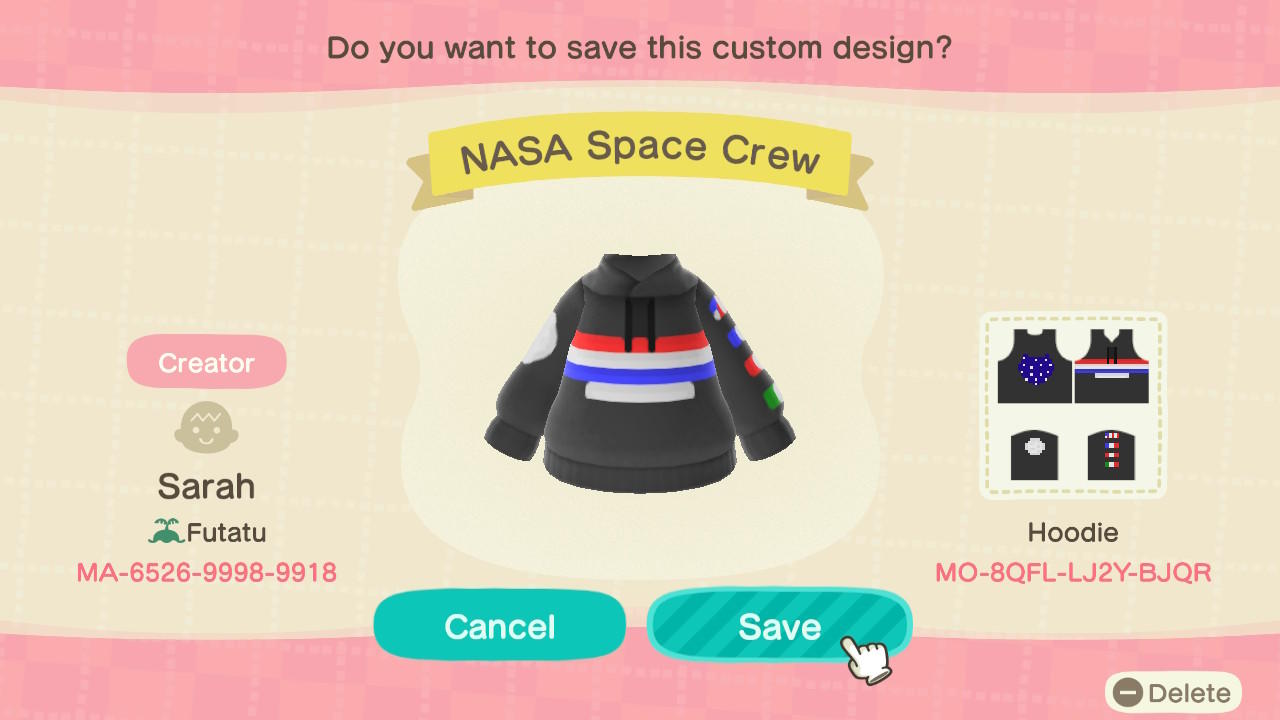 Do you want to save this custom design?
NASA Space Crew
Creator
Sarah
Futatu
MA-6526-9998-9918
Hoodie
MO-8QFL-LJ2Y-BJQR
Cancel
Save
Delete